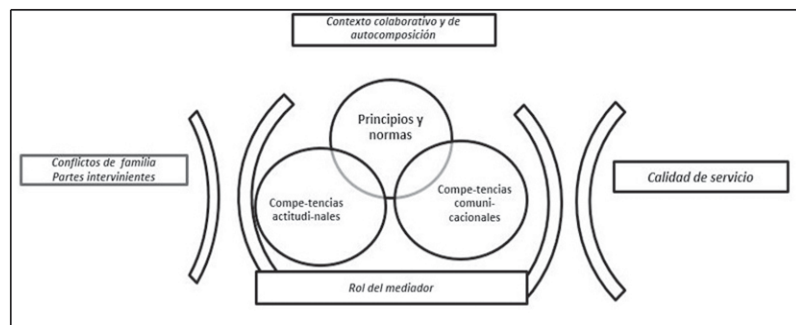 Contexto colaborativo y de
autocomposición
Principios y
normas
Conflictos de familia
Partes intervinientes
Calidad de servicio
Compe-tencias
actitudi-nales
Compe-tencias
comuni-
cacionales
Rol del mediador